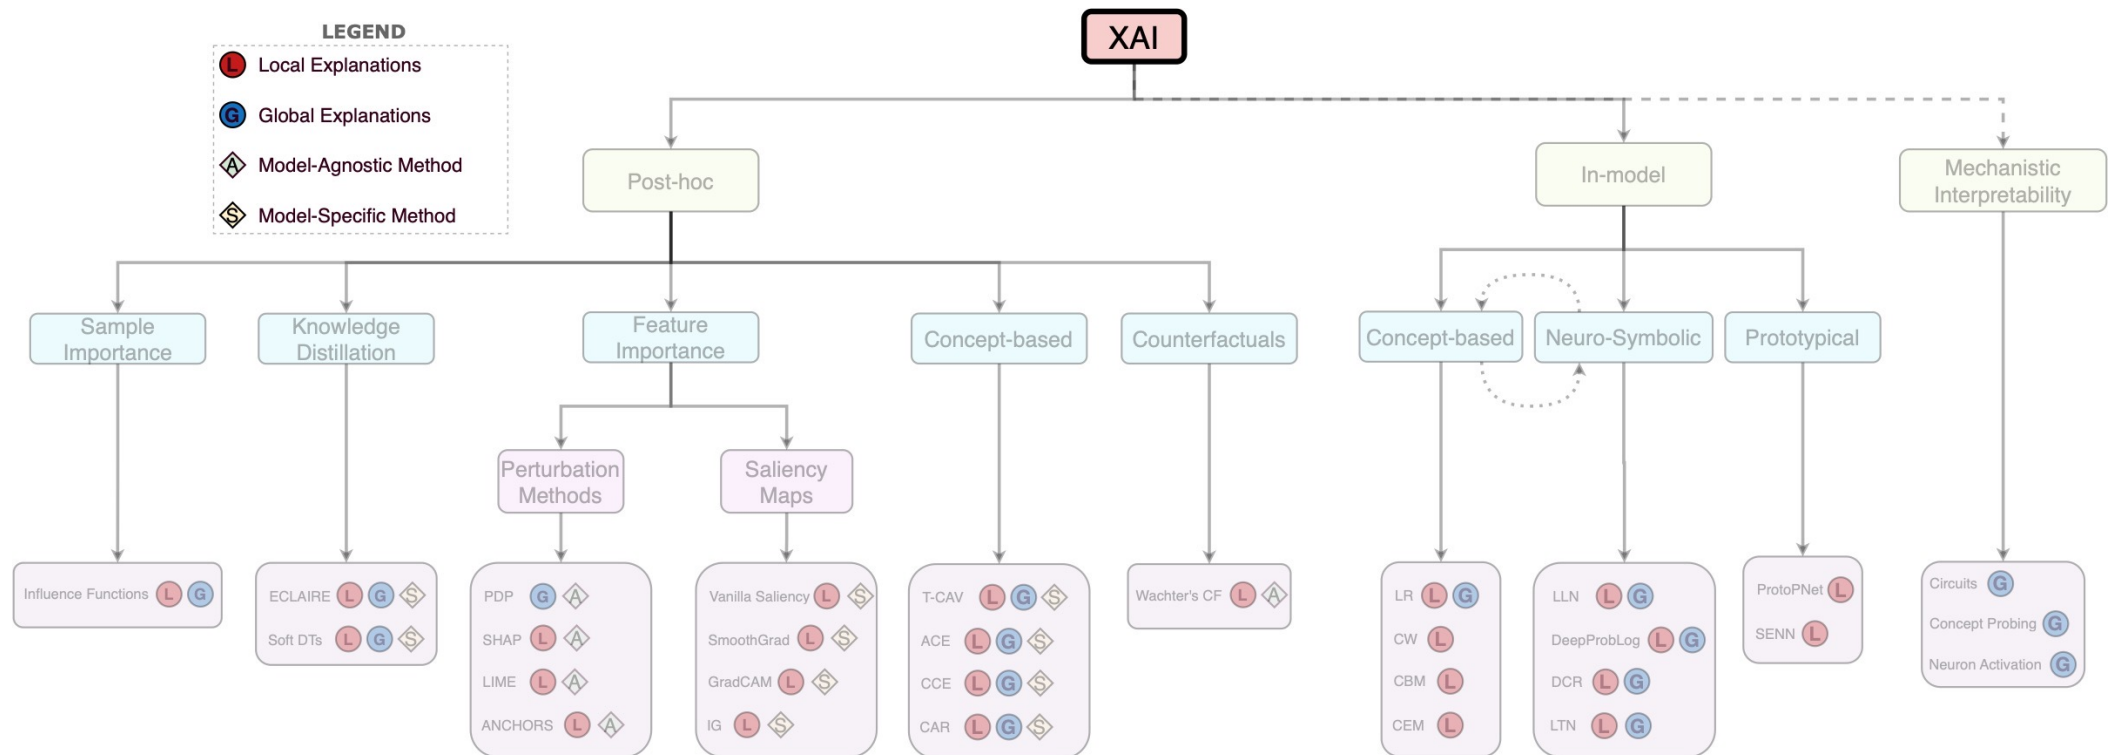 LEGEND
L Local Explanations
G Global Explanations
A Model-Agnostic Method
S Model-Specific Method
XAI
Post-hoc
In-model
Mechanistic
Interpretability
Sample
Importance
Knowledge
Distillation
Feature
Importance
Concept-based
Counterfactuals
Concept-based
Neuro-Symbolic
Prototypical
Perturbation
Methods
Saliency
Maps
Influence Functions L G
ECLAIRE L G S
Soft DTs L G S
PDP G A
SHAP L A
LIME L A
ANCHORS L A
Vanilla Saliency L S
SmoothGrad L S
GradCAM L S
IG L S
T-CAV L G S
ACE L G S
CCE L G S
CAR L G S
Wachter's CF L A
LR L G
CW L
CBM L
CEM L
LLN L G
DeepProbLog L G
DCR L G
LTN L G
ProtoPNet L
SENN L
Circuits G
Concept Probing G
Neuron Activation G